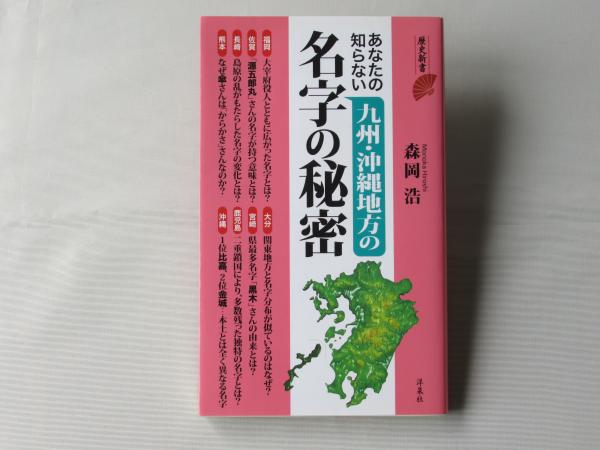 歴史新書
森岡 浩
Morioka Hiroshi
あなたの
知らない
九州・沖縄地方の
名字の秘密
福岡 大宰府役人とともに広がった名字とは?
佐賀 「源五郎丸」さんの名字が持つ意味とは?
長崎 島原の乱がもたらした名字の変化とは?
熊本 なぜ傘さんは「からかさ」さんなのか?
大分 関東地方と名字分布が似ているのはなぜ?
宮崎 県最多名字「黒木」さんの由来とは?
鹿児島 二重鎖国により、多数残った独特の名字とは?
沖縄 1位比嘉、2位金城…本土とは全く異なる名字
洋泉社